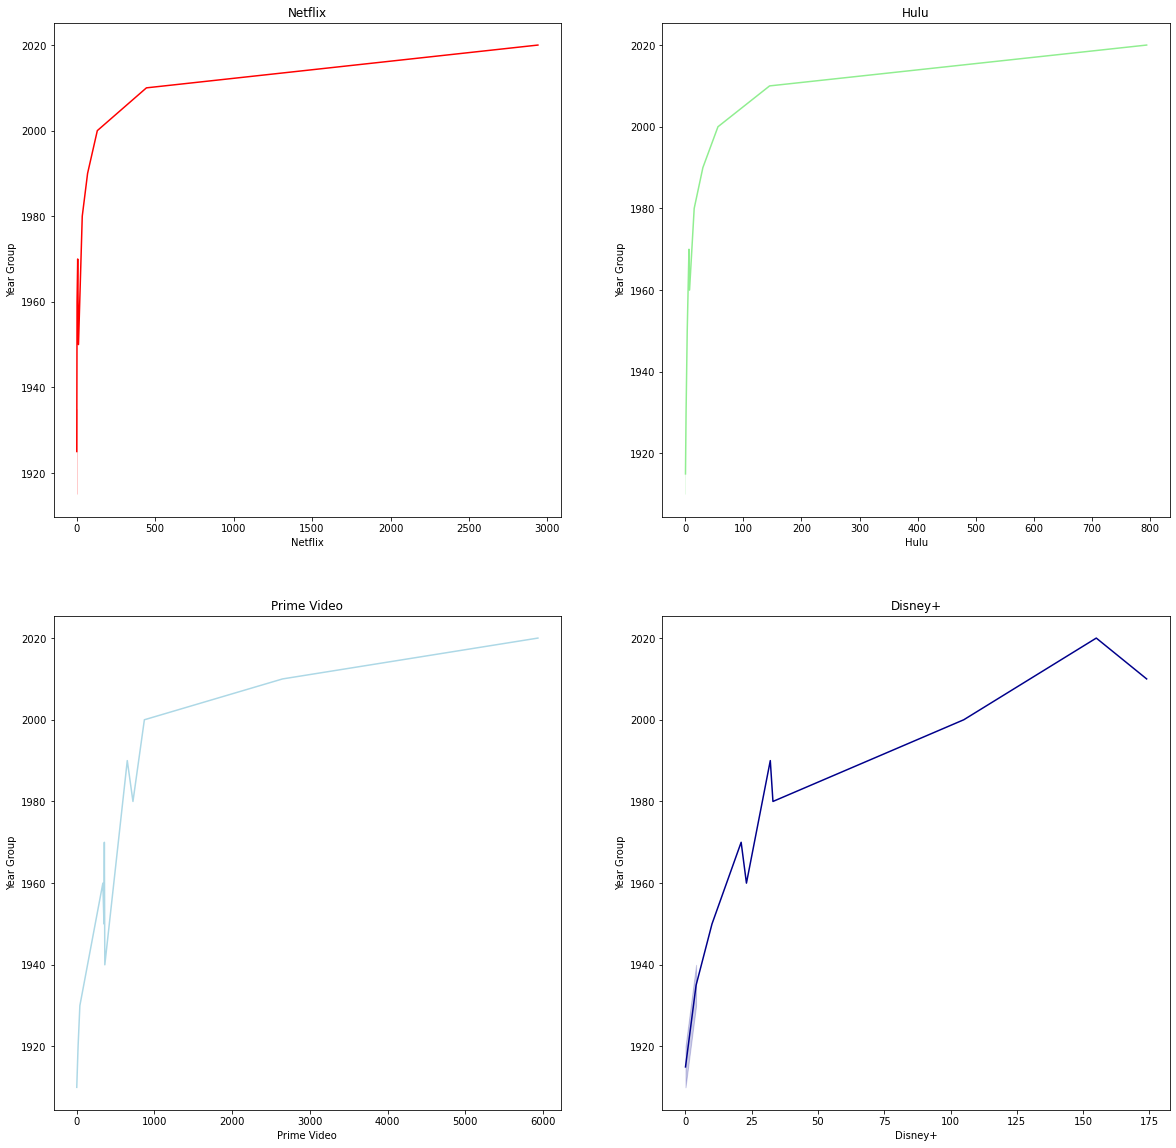 Netflix
2020
2000
1980
1960
1940
1920
Year Group
0 500 1000 1500 2000 2500 3000
Netflix
Hulu
2020
2000
1980
1960
1940
1920
Year Group
0 100 200 300 400 500 600 700 800
Hulu
Prime Video
2020
2000
1980
1960
1940
1920
Year Group
0 1000 2000 3000 4000 5000 6000
Prime Video
Disney+
2020
2000
1980
1960
1940
1920
Year Group
0 25 50 75 100 125 150 175
Disney+